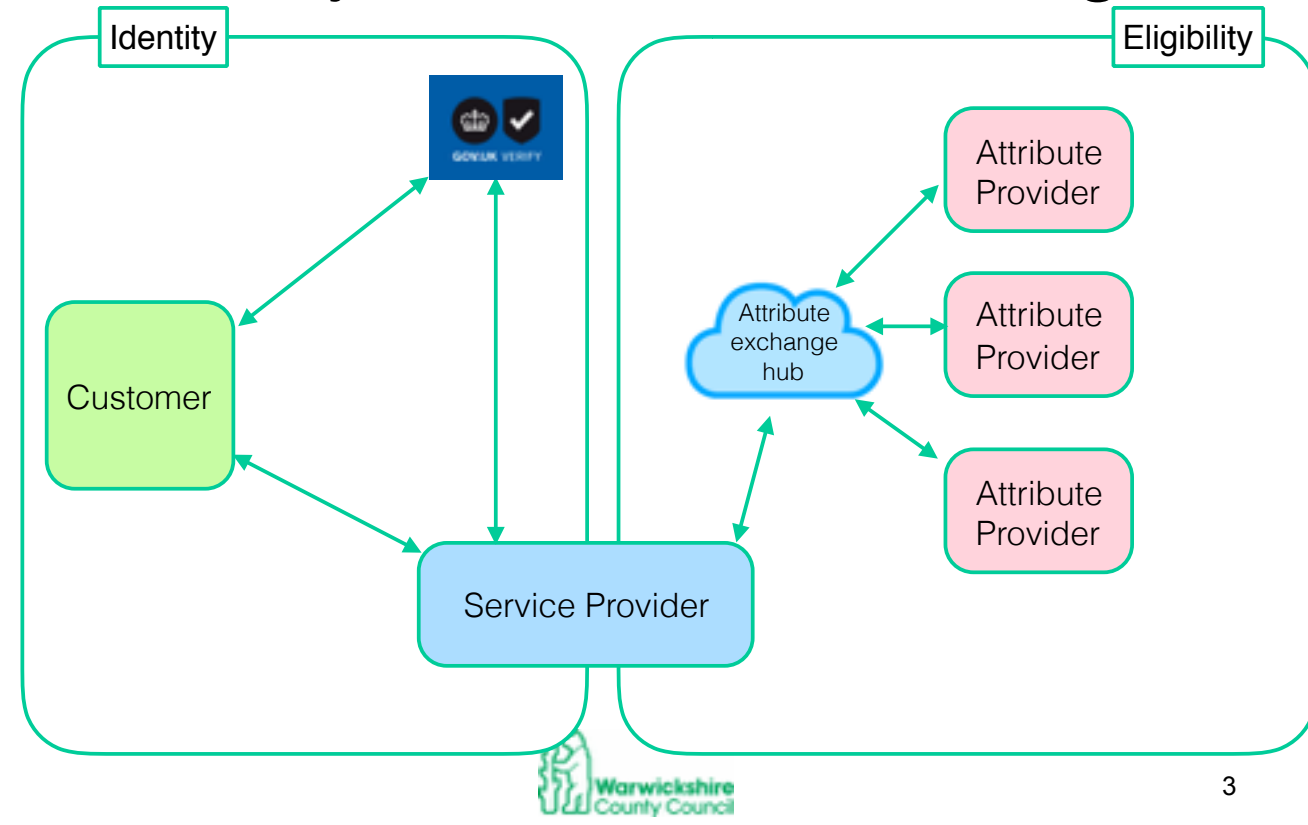 Identity
Eligibility
GOV.UK VERIFY
Attribute
Provider
Attribute
exchange
hub
Attribute
Provider
Customer
Attribute
Provider
Service Provider
Warwickshire
County Council
3